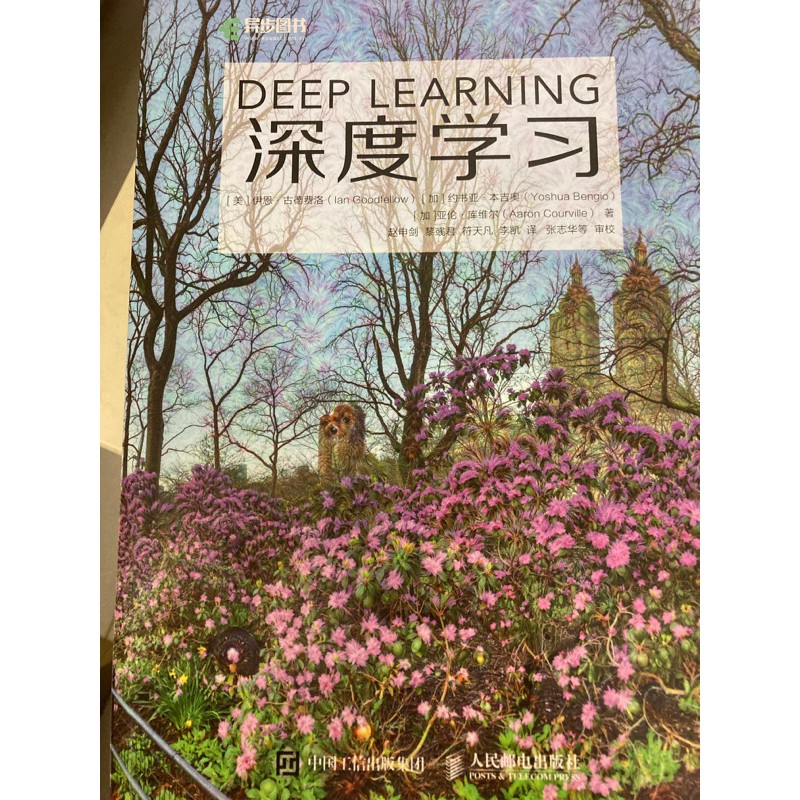 异步图书
DEEP LEARNING
深度学习
[美]伊恩·古德费洛(Ian Goodfellow) [加]约书亚·本吉奥(Yoshua Bengio)
[加]亚伦·库维尔(Aaron Courville) 著
赵申剑 黎彧君 符天凡 李凯 译 张志华等 审校
中国工信出版集团 人民邮电出版社
POSTS & TELECOM PRESS